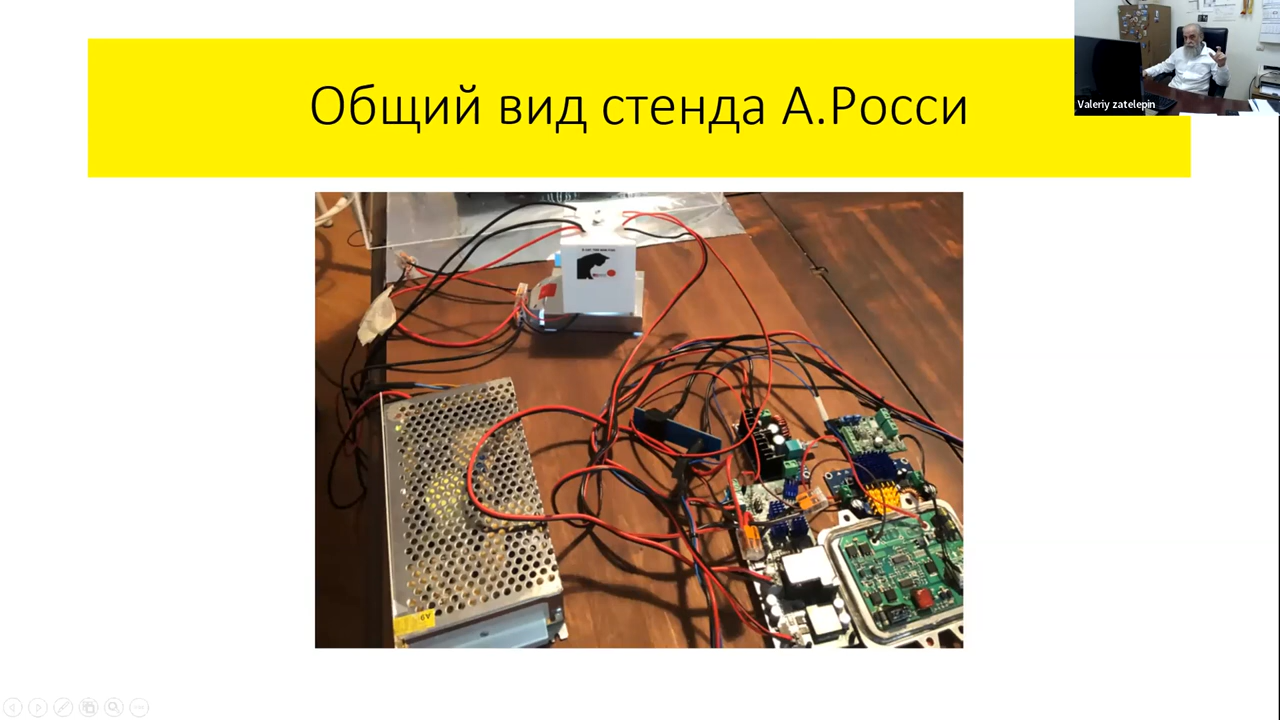 Общий вид стенда А.Росси
Valeriy zatelepin